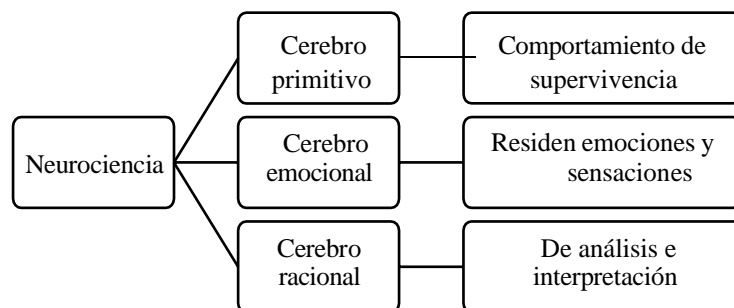 Neurociencia
Cerebro
primitivo
Comportamiento de
supervivencia
Cerebro
emocional
Residen emociones y
sensaciones
Cerebro
racional
De análisis e
interpretación